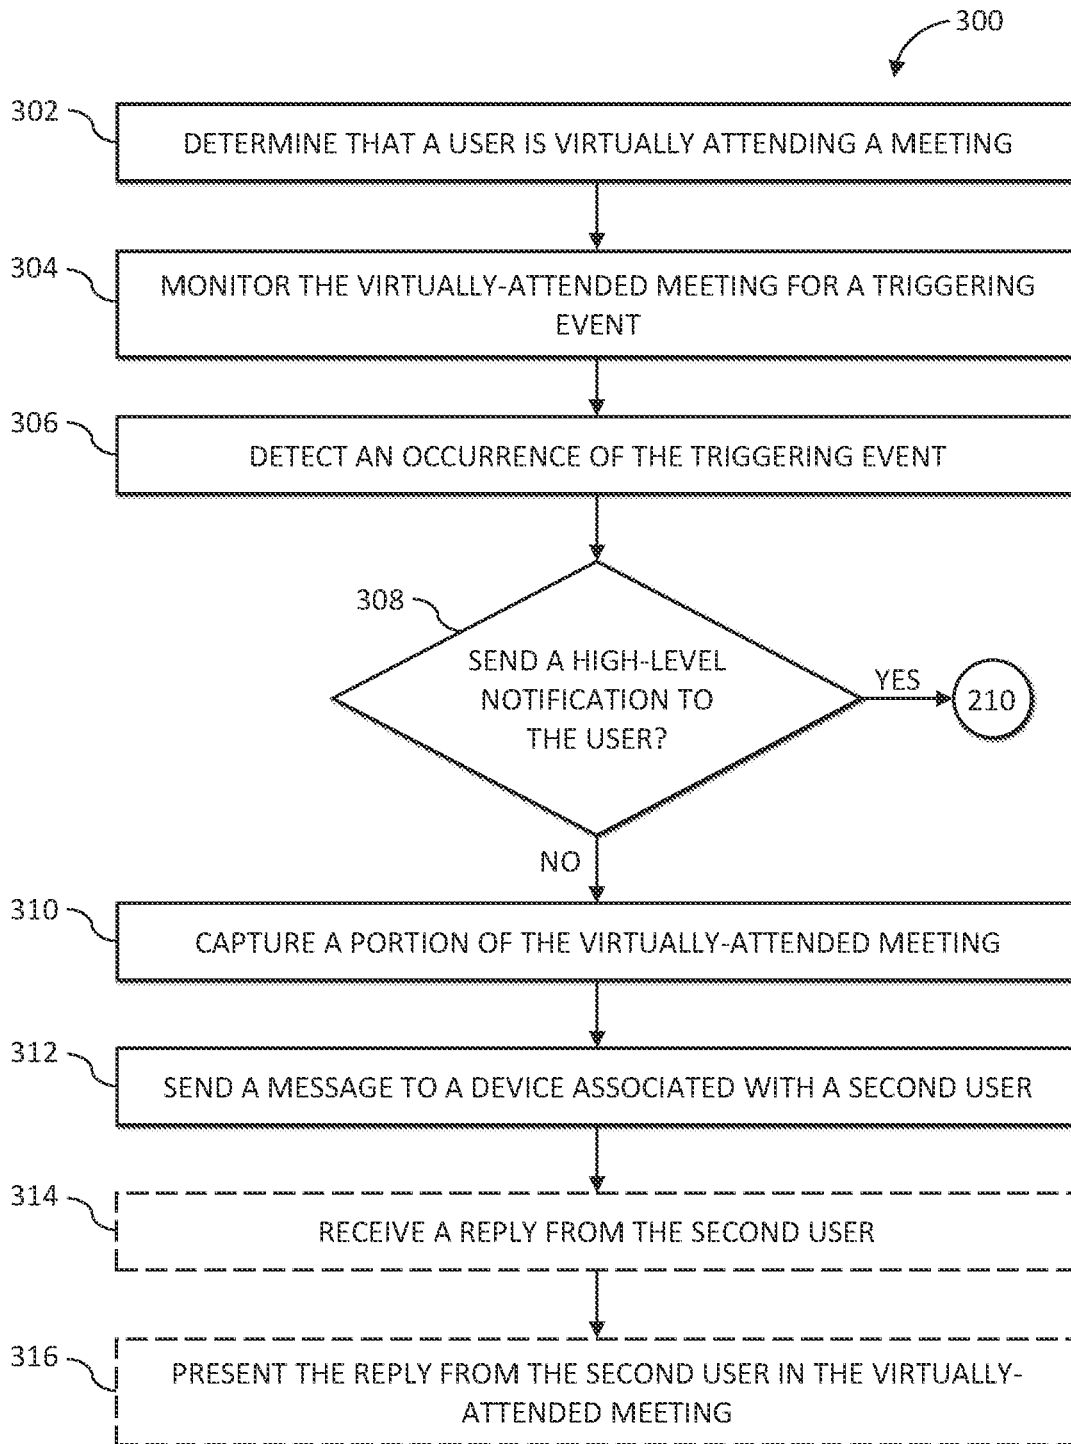 300
302
DETERMINE THAT A USER IS VIRTUALLY ATTENDING A MEETING
304
MONITOR THE VIRTUALLY-ATTENDED MEETING FOR A TRIGGERING
EVENT
306
DETECT AN OCCURRENCE OF THE TRIGGERING EVENT
308
SEND A HIGH-LEVEL
NOTIFICATION TO
THE USER?
YES
210
NO
310
CAPTURE A PORTION OF THE VIRTUALLY-ATTENDED MEETING
312
SEND A MESSAGE TO A DEVICE ASSOCIATED WITH A SECOND USER
314
RECEIVE A REPLY FROM THE SECOND USER
316
PRESENT THE REPLY FROM THE SECOND USER IN THE VIRTUALLY-
ATTENDED MEETING